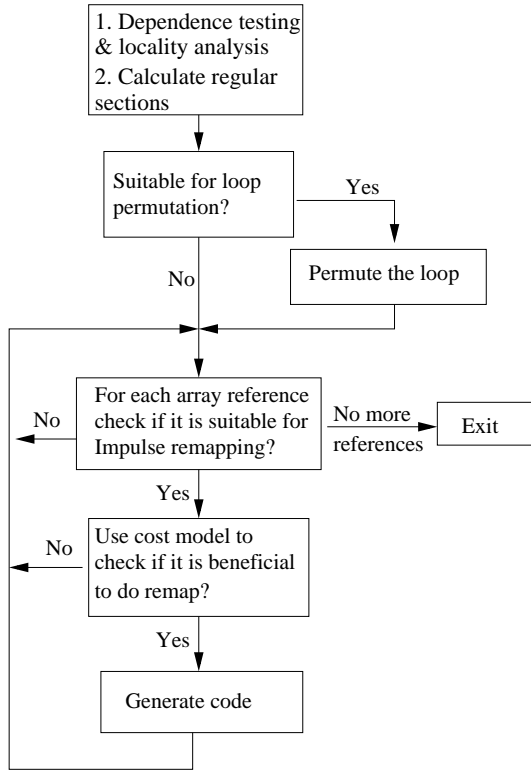 1. Dependence testing
& locality analysis
2. Calculate regular
sections
Suitable for loop
permutation?
Yes
No
Permute the loop
For each array reference
check if it is suitable for
Impulse remapping?
No
No more
references
Exit
Yes
Use cost model to
check if it is beneficial
to do remap?
No
Yes
Generate code